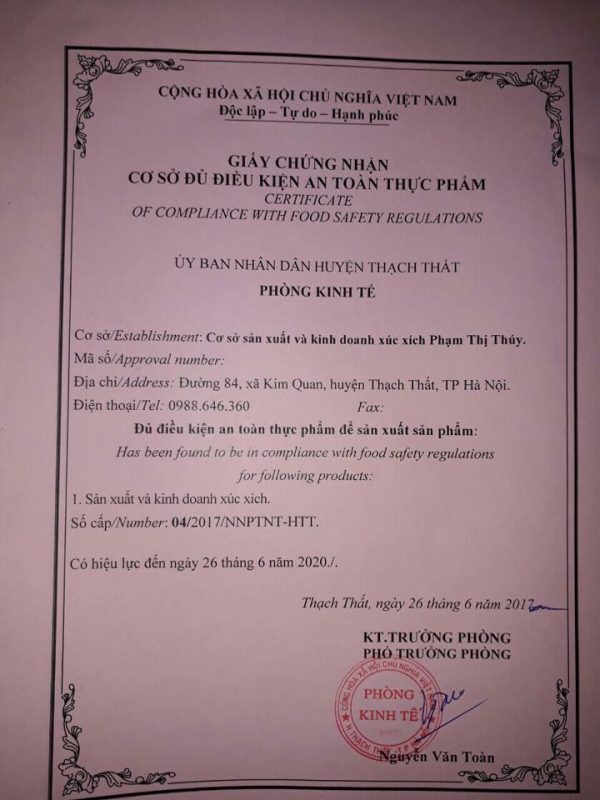 CỘNG HÒA XÃ HỘI CHỦ NGHĨA VIỆT NAM
Độc lập – Tự do – Hạnh phúc
GIẤY CHỨNG NHẬN
CƠ SỞ ĐỦ ĐIỀU KIỆN AN TOÀN THỰC PHẨM
CERTIFICATE
OF COMPLIANCE WITH FOOD SAFETY REGULATIONS
ỦY BAN NHÂN DÂN HUYỆN THẠCH THẤT
PHÒNG KINH TẾ
Cơ sở/Establishment: Cơ sở sản xuất và kinh doanh xúc xích Phạm Thị Thúy.
Mã số/Approval number:
Địa chỉ/Address: Đường 84, xã Kim Quan, huyện Thạch Thất, TP Hà Nội.
Điện thoại/Tel: 0988.646.360 Fax:
Đủ điều kiện an toàn thực phẩm để sản xuất sản phẩm:
Has been found to be in compliance with food safety regulations
for following products:
1. Sản xuất và kinh doanh xúc xích.
Số cấp/Number: 04/2017/NNPTNT-HTT.
Có hiệu lực đến ngày 26 tháng 6 năm 2020./.
Thạch Thất, ngày 26 tháng 6 năm 2017
KT.TRƯỞNG PHÒNG
PHÓ TRƯỞNG PHÒNG
CỘNG HÒA XÃ HỘI CHỦ NGHĨA VIỆT NAM
PHÒNG
KINH TẾ
H.THẠCH THẤT
Nguyễn Văn Toàn